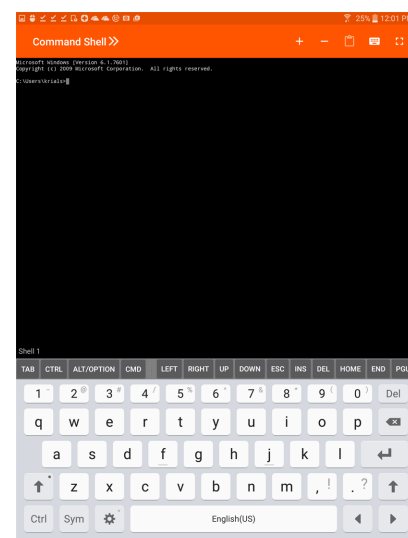 25% 12:01 PM
Command Shell
Microsoft Windows [Version 6.1.7601]
Copyright (c) 2009 Microsoft Corporation. All rights reserved.
C:\Users\krials>
Shell 1
TAB CTRL ALT/OPTION CMD LEFT RIGHT UP DOWN ESC INS DEL HOME END PGU
1 ~ 2 @ 3 # 4 / 5 % 6 ^ 7 & 8 * 9 ( 0 ) Del
q w e r t y u i o p
a s d f g h j k l
z x c v b n m , ! . ?
Ctrl Sym English(US)